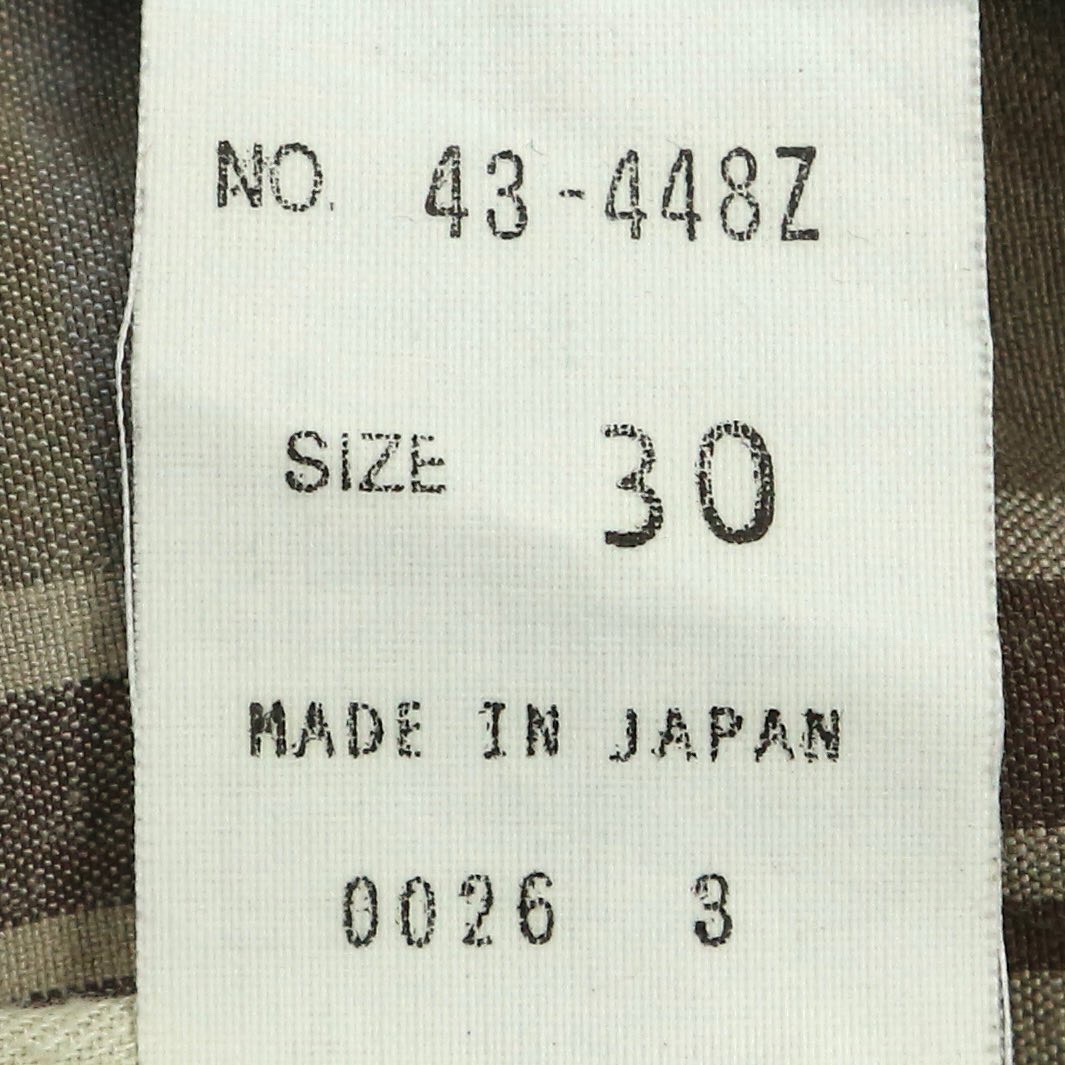 NO. 43-448Z
SIZE 30
MADE IN JAPAN
0026 3